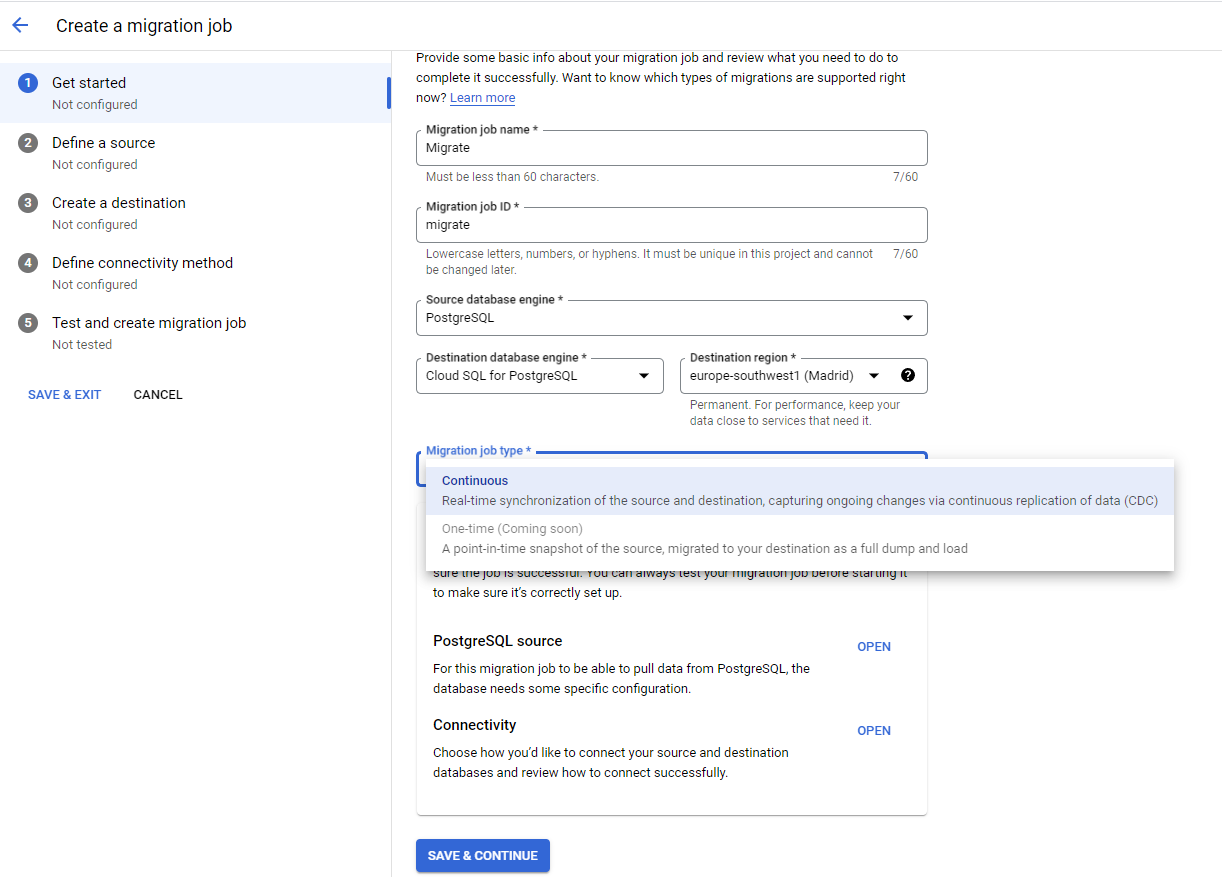 Create a migration job
1
Get started
Not configured
2
Define a source
Not configured
3
Create a destination
Not configured
4
Define connectivity method
Not configured
5
Test and create migration job
Not tested
SAVE & EXIT
CANCEL
Provide some basic info about your migration job and review what you need to do to
complete it successfully. Want to know which types of migrations are supported right
now? Learn more
Migration job name *
Migrate
Must be less than 60 characters.
7/60
Migration job ID *
migrate
Lowercase letters, numbers, or hyphens. It must be unique in this project and cannot
be changed later.
7/60
Source database engine *
PostgreSQL
Destination database engine *
Cloud SQL for PostgreSQL
Destination region *
europe-southwest1 (Madrid)
?
Permanent. For performance, keep your
data close to services that need it.
Migration job type *
Continuous
Real-time synchronization of the source and destination, capturing ongoing changes via continuous replication of data (CDC)
One-time (Coming soon)
A point-in-time snapshot of the source, migrated to your destination as a full dump and load
sure the job is successful. You can always test your migration job before starting it
to make sure it's correctly set up.
PostgreSQL source
OPEN
For this migration job to be able to pull data from PostgreSQL, the
database needs some specific configuration.
Connectivity
OPEN
Choose how you'd like to connect your source and destination
databases and review how to connect successfully.
SAVE & CONTINUE